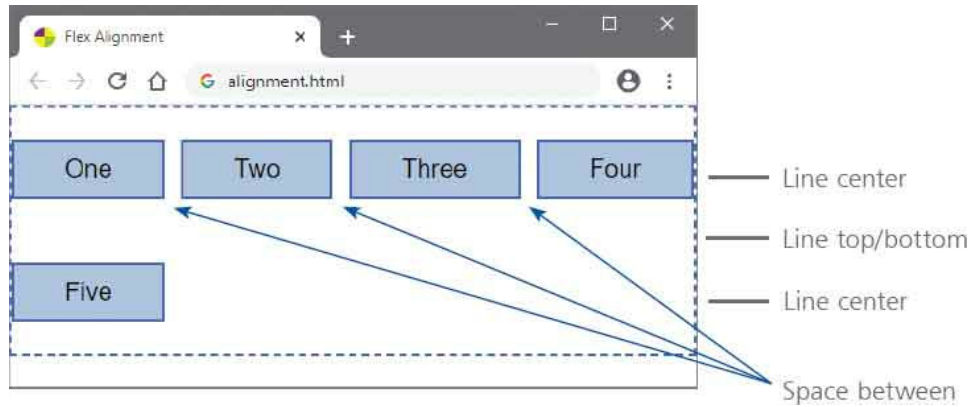 Flex Alignment
alignment.html
One Two Three Four
Line center
Line top/bottom
Five
Line center
Space between